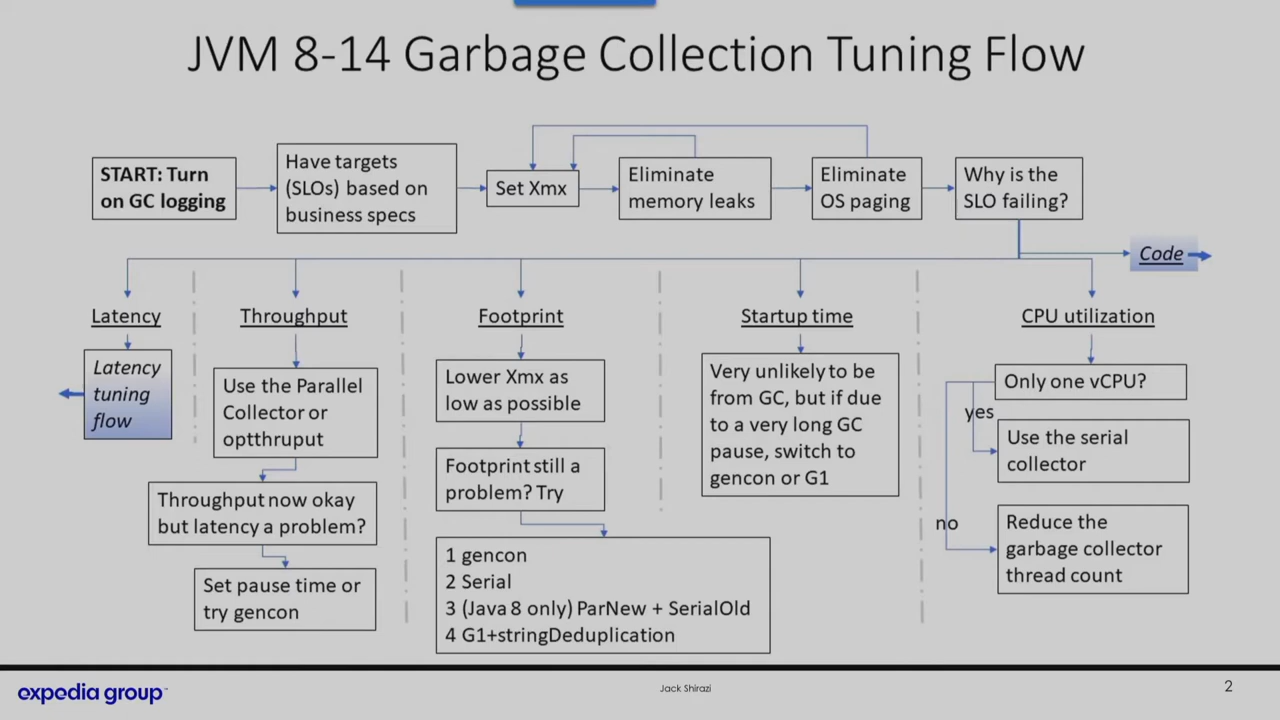 JVM 8-14 Garbage Collection Tuning Flow
START: Turn
on GC logging
Have targets
(SLOs) based on
business specs
Set Xmx
Eliminate
memory leaks
Eliminate
OS paging
Why is the
SLO failing?
Code
Latency
Latency
tuning
flow
Throughput
Use the Parallel
Collector or
optthruput
Throughput now okay
but latency a problem?
Set pause time or
try gencon
Footprint
Lower Xmx as
low as possible
Footprint still a
problem? Try
1 gencon
2 Serial
3 (Java 8 only) ParNew + SerialOld
4 G1+stringDeduplication
Startup time
Very unlikely to be
from GC, but if due
to a very long GC
pause, switch to
gencon or G1
CPU utilization
Only one vCPU?
yes
Use the serial
collector
no
Reduce the
garbage collector
thread count
expedia group™
Jack Shirazi
2